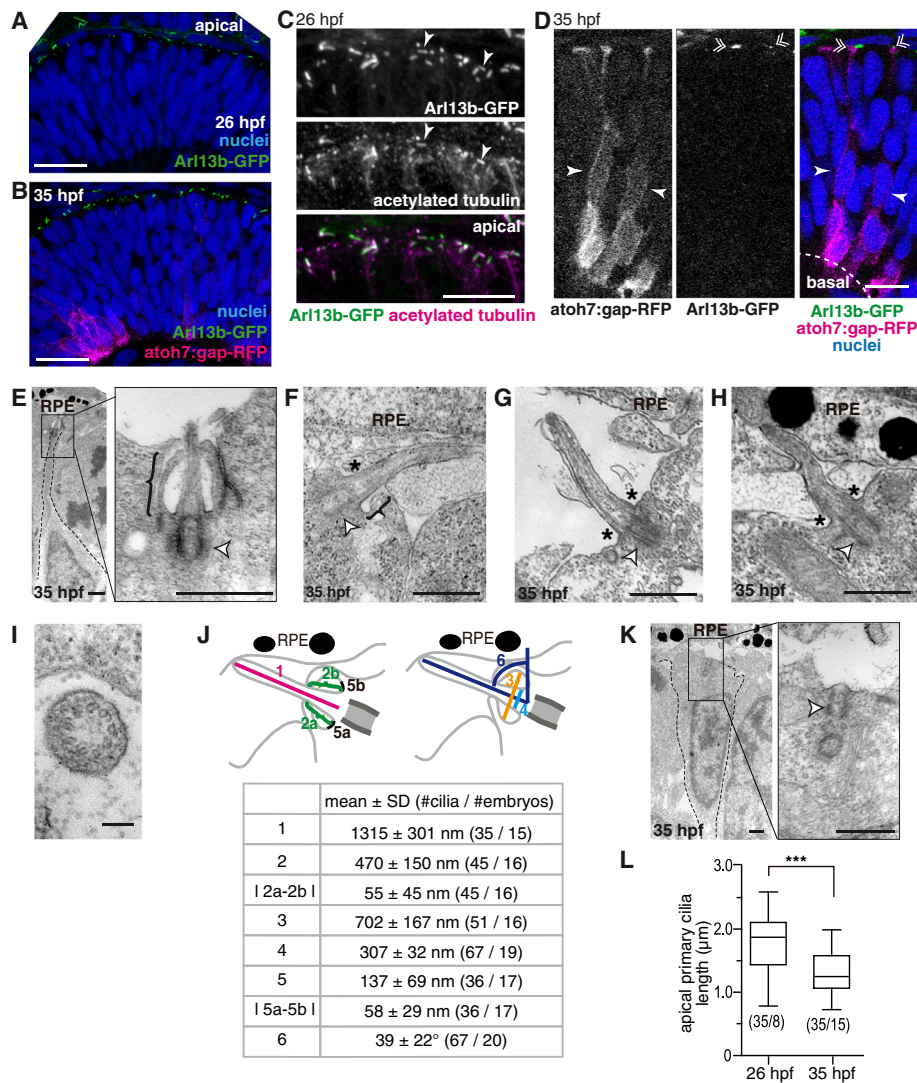 A
apical
26 hpf
nuclei
Arl13b-GFP
B
35 hpf
nuclei
Arl13b-GFP
atoh7:gap-RFP
C
26 hpf
Arl13b-GFP
acetylated tubulin
apical
Arl13b-GFP acetylated tubulin
D
35 hpf
basal
atoh7:gap-RFP
Arl13b-GFP
Arl13b-GFP
atoh7:gap-RFP
nuclei
E
RPE
35 hpf
F
RPE
*
35 hpf
G
RPE
*
*
35 hpf
H
RPE
*
*
35 hpf
I
J
RPE
1
2b
5b
2a
5a
RPE
6
3
4
mean ± SD (#cilia / #embryos)
1 1315 ± 301 nm (35 / 15)
2 470 ± 150 nm (45 / 16)
I 2a-2b I 55 ± 45 nm (45 / 16)
3 702 ± 167 nm (51 / 16)
4 307 ± 32 nm (67 / 19)
5 137 ± 69 nm (36 / 17)
I 5a-5b I 58 ± 29 nm (36 / 17)
6 39 ± 22° (67 / 20)
K
RPE
35 hpf
L
apical primary cilia
length (µm)
3.0
2.0
1.0
0
***
(35/8)
(35/15)
26 hpf
35 hpf